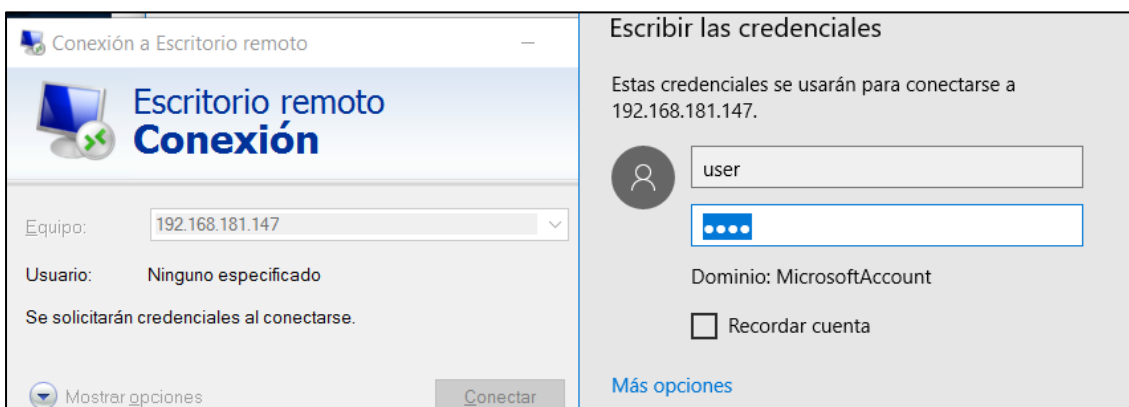 Conexión a Escritorio remoto
Escritorio remoto
Conexión
Equipo: 192.168.181.147
Usuario: Ninguno especificado
Se solicitarán credenciales al conectarse.
Mostrar opciones Conectar
Escribir las credenciales
Estas credenciales se usarán para conectarse a
192.168.181.147.
user
••••
Dominio: MicrosoftAccount
Recordar cuenta
Más opciones